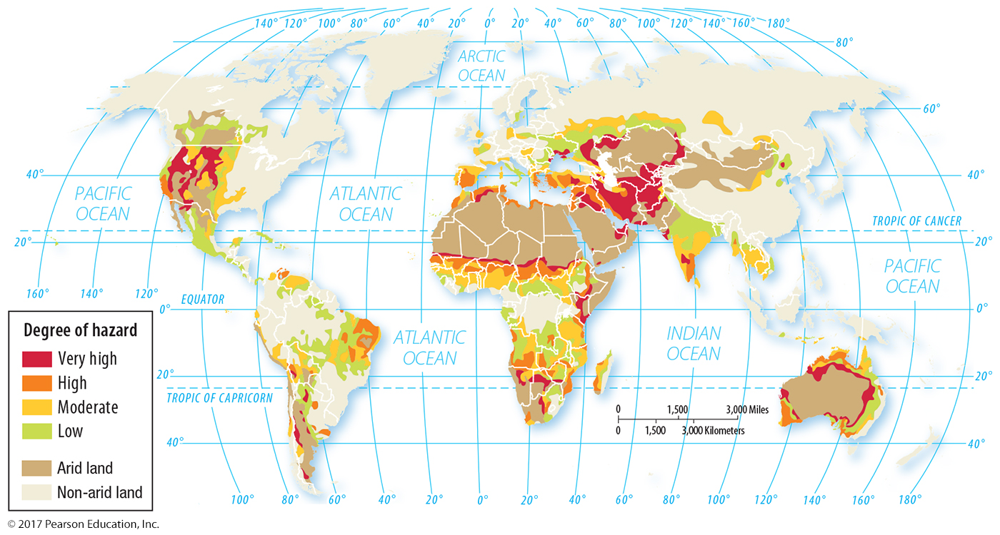 140° 120° 100° 80° 60° 40° 20° 0° 20° 40° 60° 80° 100° 120° 140° 160° 180°
80°
ARCTIC
OCEAN
60°
40°
40°
PACIFIC
OCEAN
ATLANTIC
OCEAN
TROPIC OF CANCER
20°
20°
PACIFIC
OCEAN
160° 140° 120°
EQUATOR
0°
0°
ATLANTIC
OCEAN
INDIAN
OCEAN
20°
20°
TROPIC OF CAPRICORN
0 1,500 3,000 Miles
0 1,500 3,000 Kilometers
40°
40°
100° 80° 60° 40° 20° 0° 20° 40° 60° 80° 100° 120° 140° 160° 180°
Degree of hazard
Very high
High
Moderate
Low
Arid land
Non-arid land
© 2017 Pearson Education, Inc.